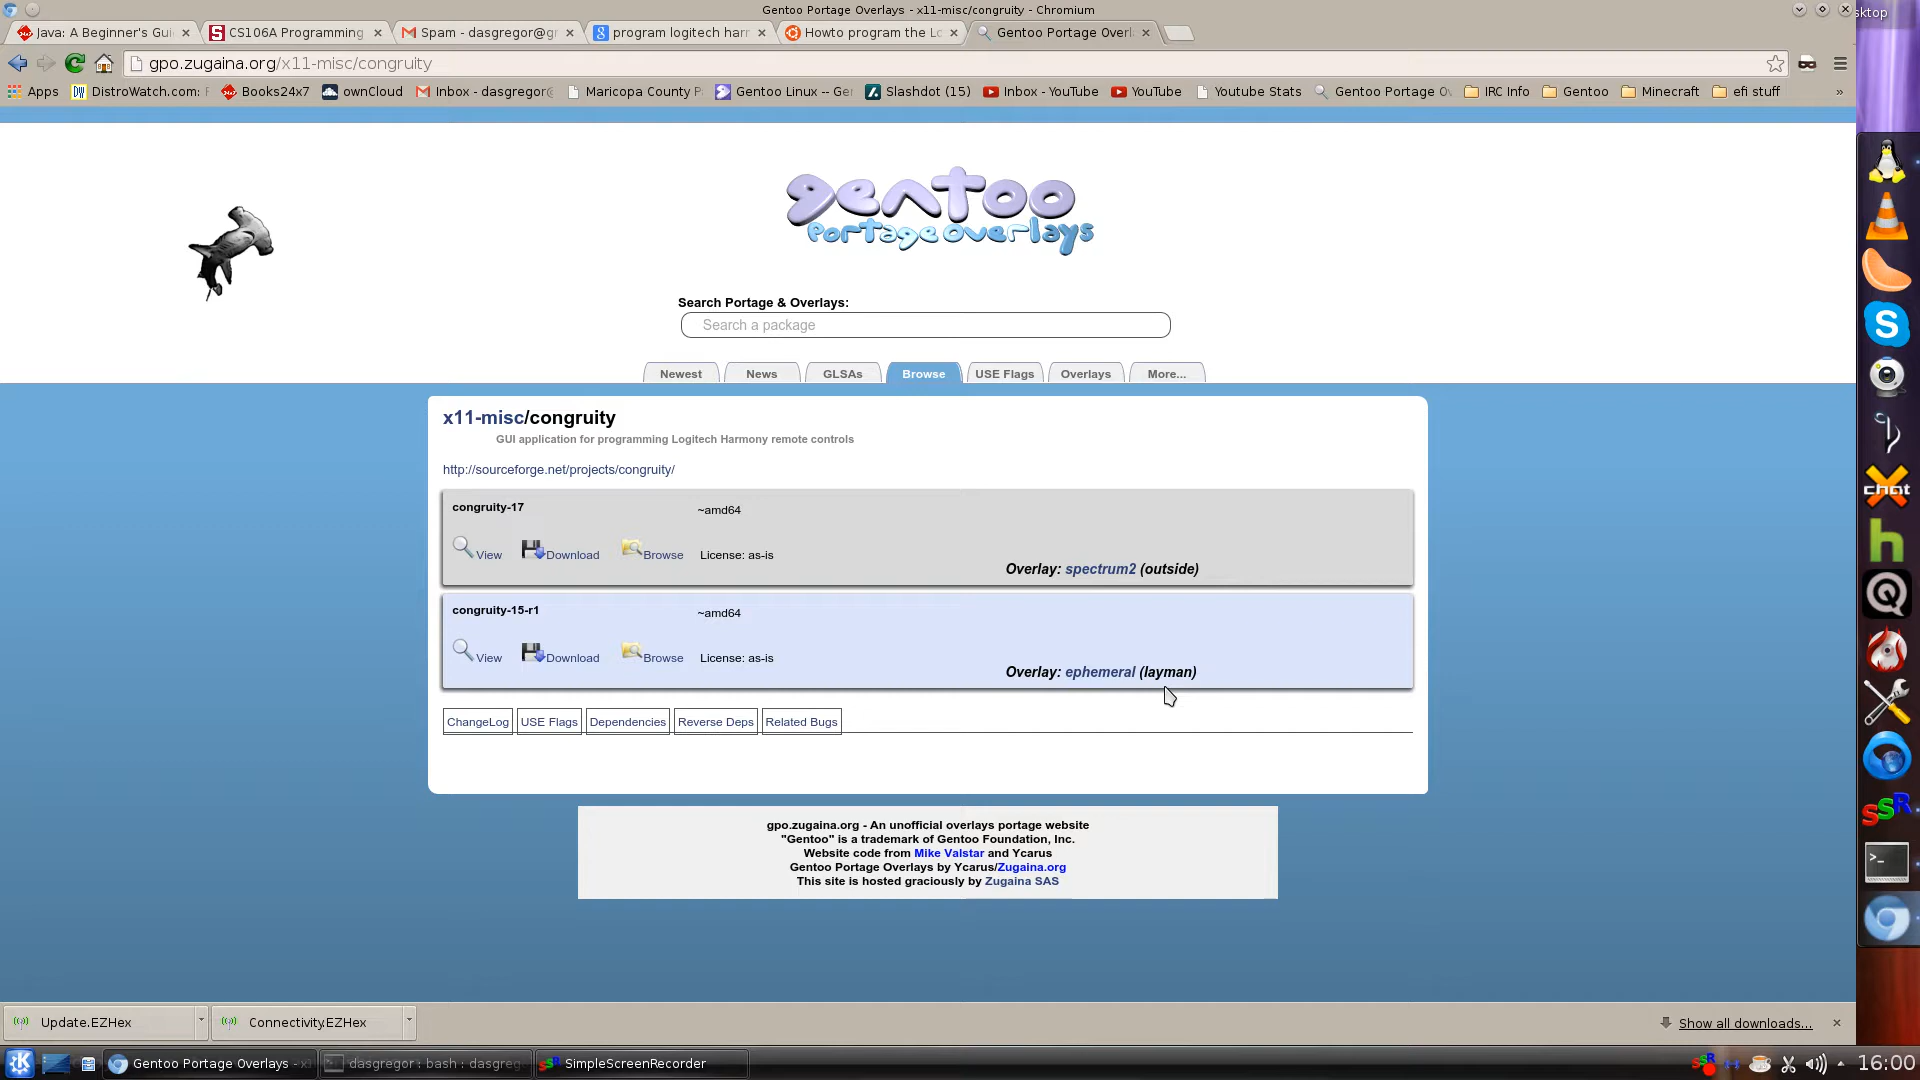 Gentoo Portage Overlays - x11-misc/congruity - Chromium
sktop
Java: A Beginner's Gui
CS106A Programming
Spam - dasgregor@gr
program logitech harr
Howto program the Lo
Gentoo Portage Overl
gpo.zugaina.org/x11-misc/congruity
Apps
DistroWatch.com:
Books24x7
ownCloud
Inbox - dasgregor@
Maricopa County P
Gentoo Linux -- Ge
Slashdot (15)
Inbox - YouTube
YouTube
Youtube Stats
Gentoo Portage Ov
IRC Info
Gentoo
Minecraft
efi stuff
»
gentoo
portage overlays
Search Portage & Overlays:
Search a package
Newest
News
GLSAs
Browse
USE Flags
Overlays
More...
x11-misc/congruity
GUI application for programming Logitech Harmony remote controls
http://sourceforge.net/projects/congruity/
congruity-17
~amd64
View
Download
Browse
License: as-is
Overlay: spectrum2 (outside)
congruity-15-r1
~amd64
View
Download
Browse
License: as-is
Overlay: ephemeral (layman)
ChangeLog
USE Flags
Dependencies
Reverse Deps
Related Bugs
gpo.zugaina.org - An unofficial overlays portage website
"Gentoo" is a trademark of Gentoo Foundation, Inc.
Website code from Mike Valstar and Ycarus
Gentoo Portage Overlays by Ycarus/Zugaina.org
This site is hosted graciously by Zugaina SAS
chat
Update.EZHex
Connectivity.EZHex
Show all downloads...
Gentoo Portage Overlays - x
dasgregor : bash : dasgreg
SimpleScreenRecorder
16:00